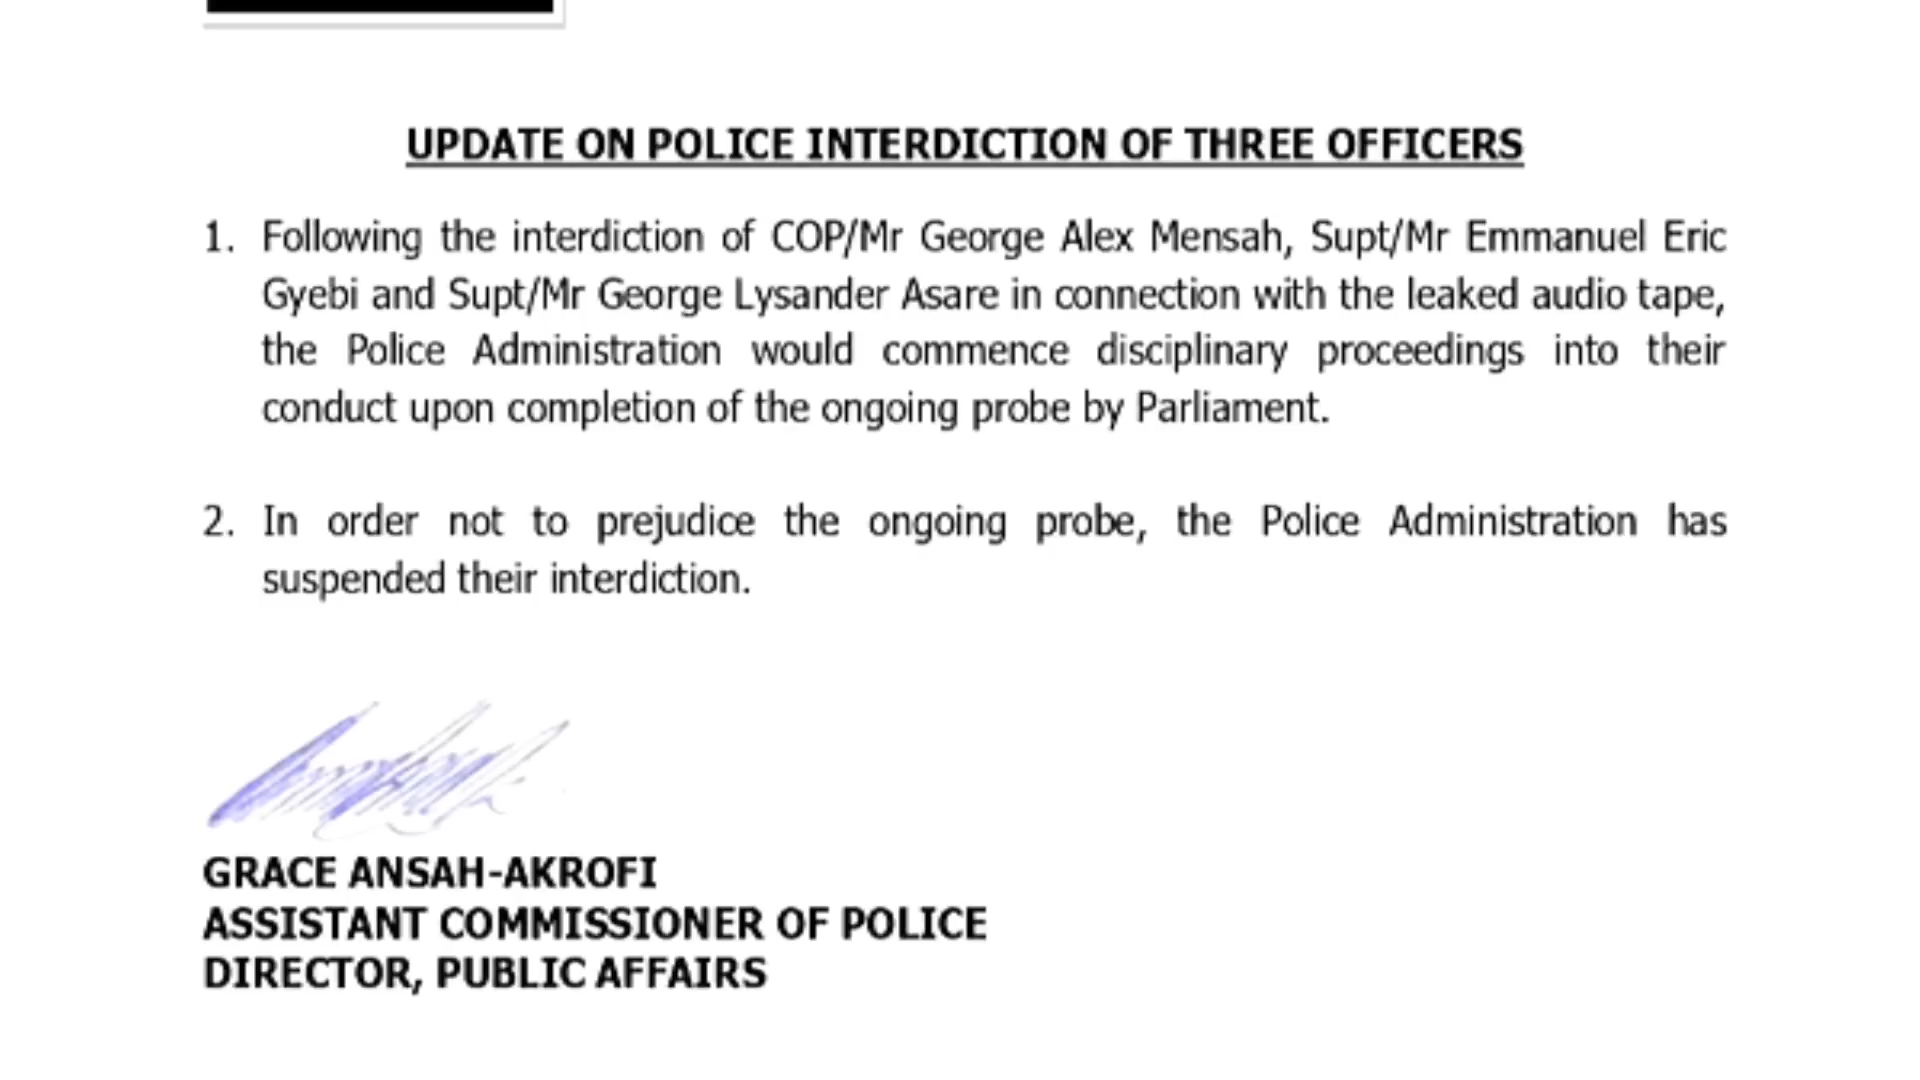 UPDATE ON POLICE INTERDICTION OF THREE OFFICERS
1. Following the interdiction of COP/Mr George Alex Mensah, Supt/Mr Emmanuel Eric
Gyebi and Supt/Mr George Lysander Asare in connection with the leaked audio tape,
the Police Administration would commence disciplinary proceedings into their
conduct upon completion of the ongoing probe by Parliament.
2. In order not to prejudice the ongoing probe, the Police Administration has
suspended their interdiction.
GRACE ANSAH-AKROFI
ASSISTANT COMMISSIONER OF POLICE
DIRECTOR, PUBLIC AFFAIRS